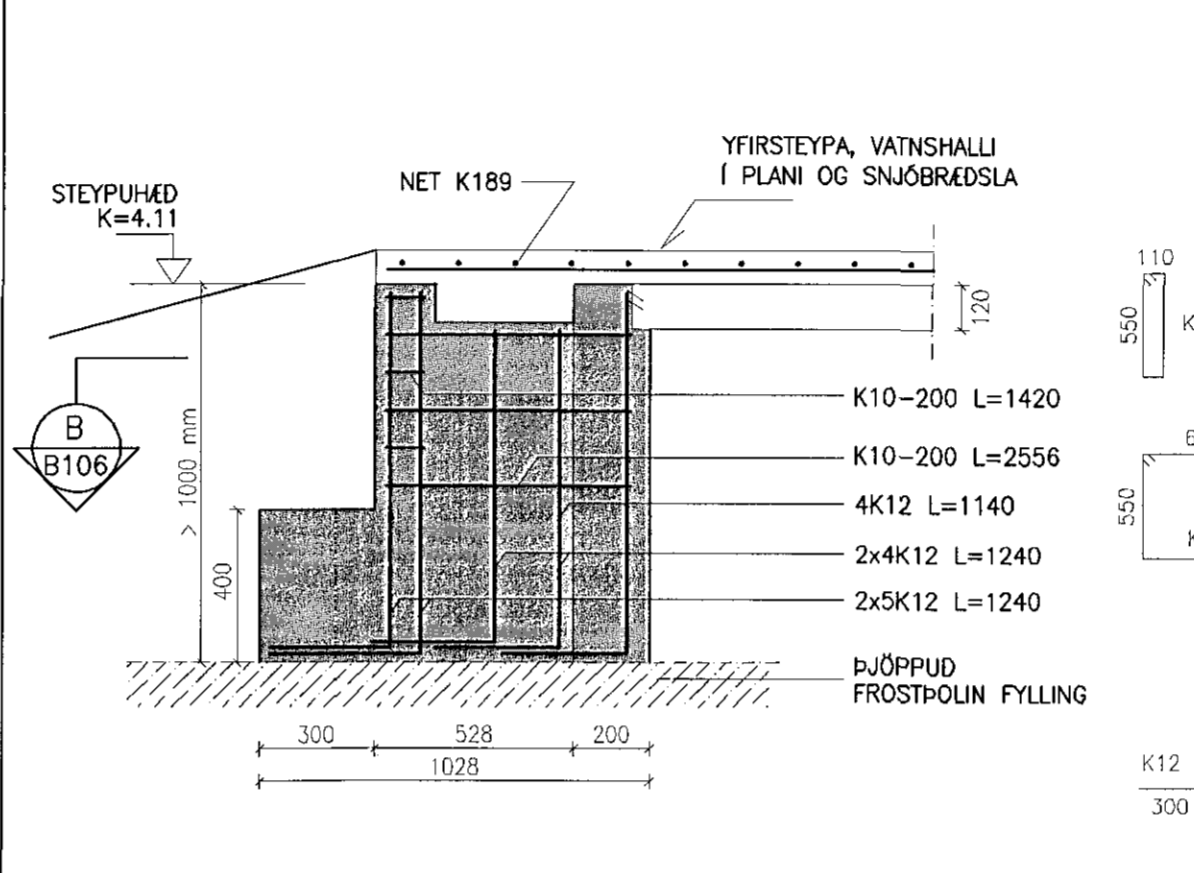 YFIRSTEYPA, VATNSHALLI
Í PLANI OG SNJÓBRÆDSLA
NET K189
STEYPUHÆD
K=4.11
110
550
K
120
B
B106
> 1000 mm
400
K10-200 L=1420
K10-200 L=2556
4K12 L=1140
2x4K12 L=1240
2x5K12 L=1240
6
550
K
ÞJÖPPUD
FROSTÞOLIN FYLLING
300
528
200
1028
K12
300